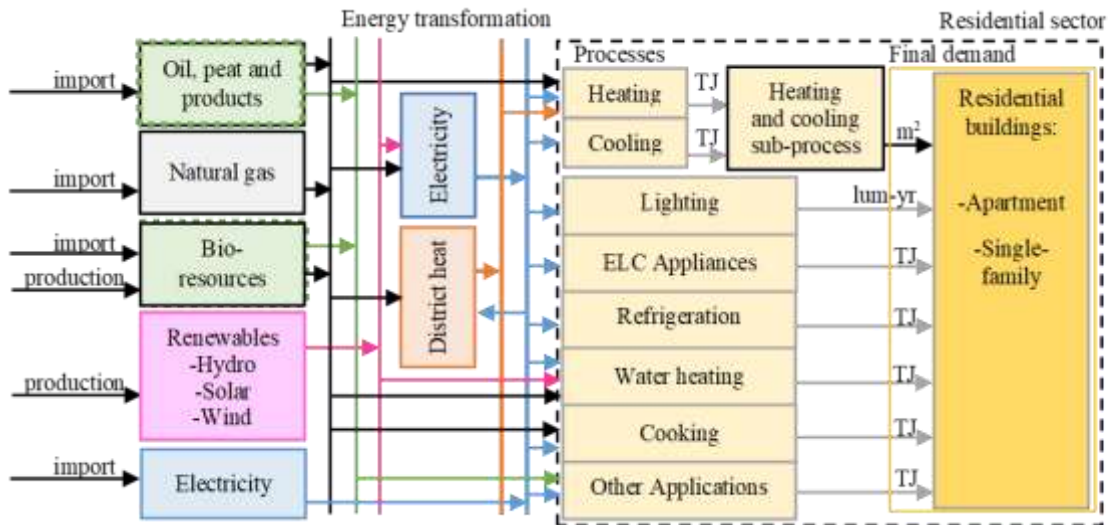 Energy transformation
Residential sector
Processes
Final demand
import
Oil, peat and
products
import
Natural gas
import
production
Bio-
resources
production
Renewables
-Hydro
-Solar
-Wind
import
Electricity
Electricity
District heat
Heating
TJ
Cooling
TJ
Heating
and cooling
sub-process
m²
Lighting
lum-yr
ELC Appliances
TJ
Refrigeration
TJ
Water heating
TJ
Cooking
TJ
Other Applications
TJ
Residential
buildings:
-Apartment
-Single-
family